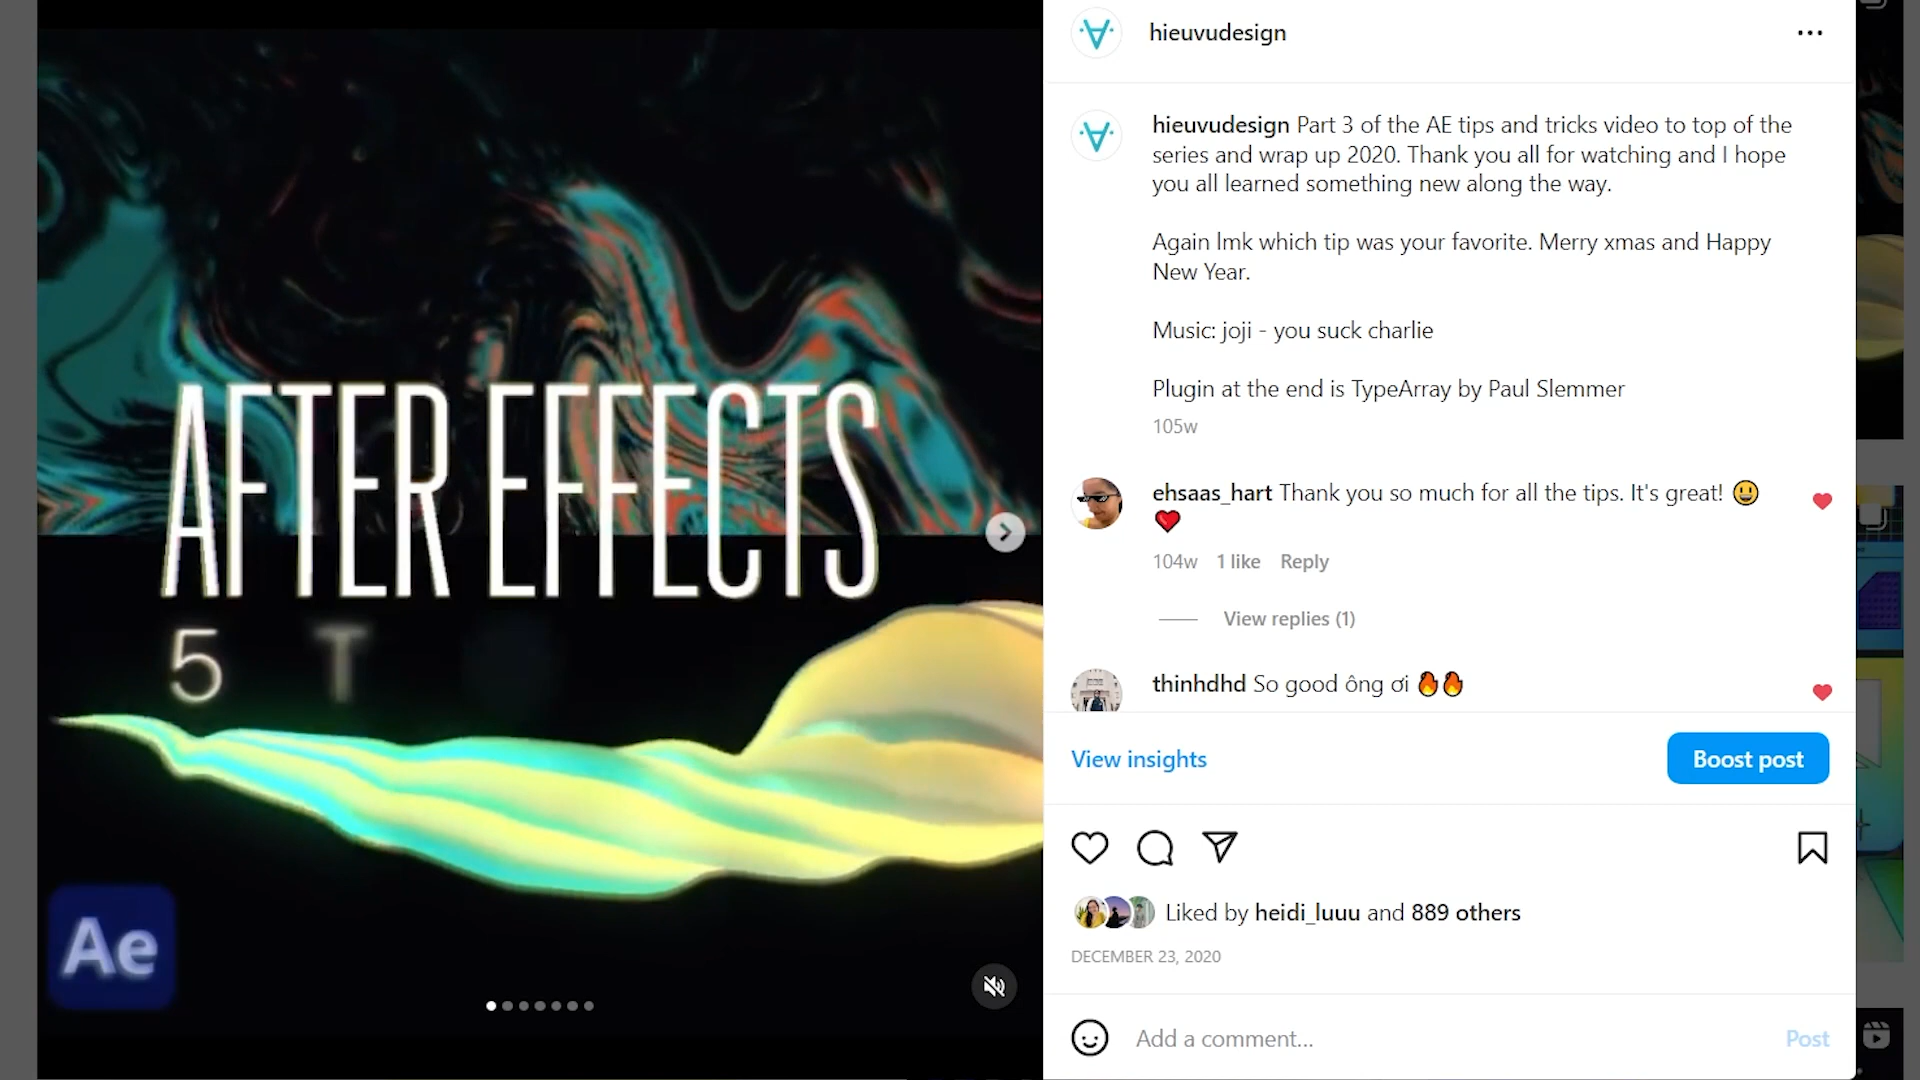 AFTER EFFECTS
5 T
Ae
hieuvudesign
hieuvudesign Part 3 of the AE tips and tricks video to top of the
series and wrap up 2020. Thank you all for watching and I hope
you all learned something new along the way.
Again lmk which tip was your favorite. Merry xmas and Happy
New Year.
Music: joji - you suck charlie
Plugin at the end is TypeArray by Paul Slemmer
105w
ehsaas_hart Thank you so much for all the tips. It's great! 😃
❤️
104w 1 like Reply
View replies (1)
thinhdhd So good ông ơi 🔥🔥
View insights
Boost post
Liked by heidi_luuu and 889 others
DECEMBER 23, 2020
Add a comment...
Post